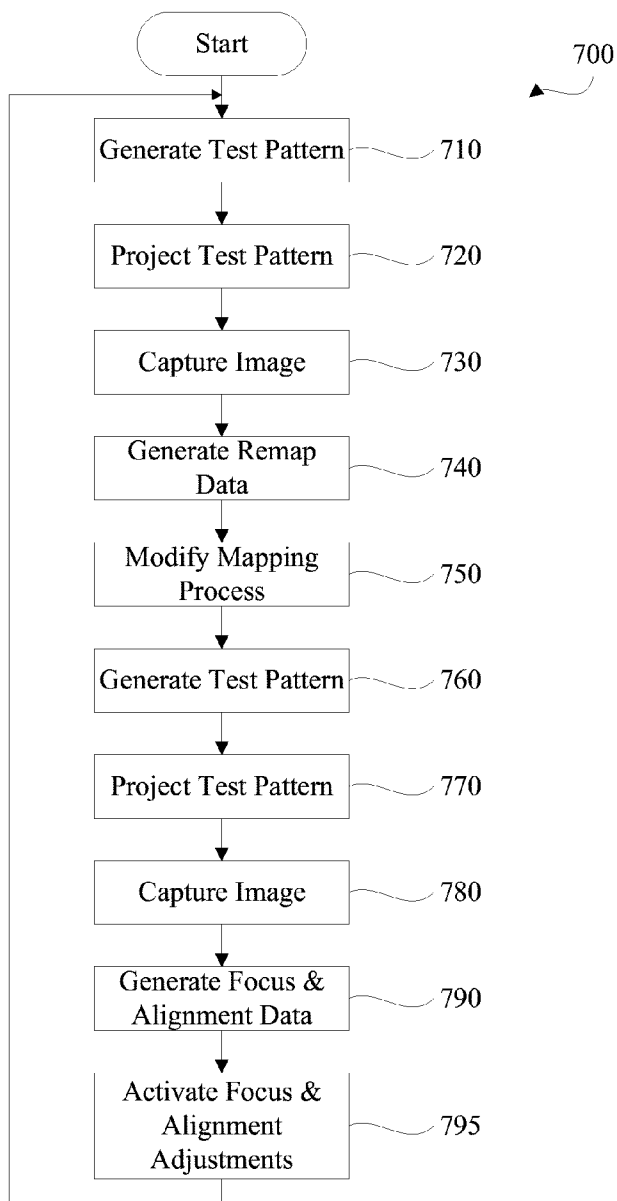 Start
700
Generate Test Pattern
710
Project Test Pattern
720
Capture Image
730
Generate Remap
Data
740
Modify Mapping
Process
750
Generate Test Pattern
760
Project Test Pattern
770
Capture Image
780
Generate Focus &
Alignment Data
790
Activate Focus &
Alignment
Adjustments
795